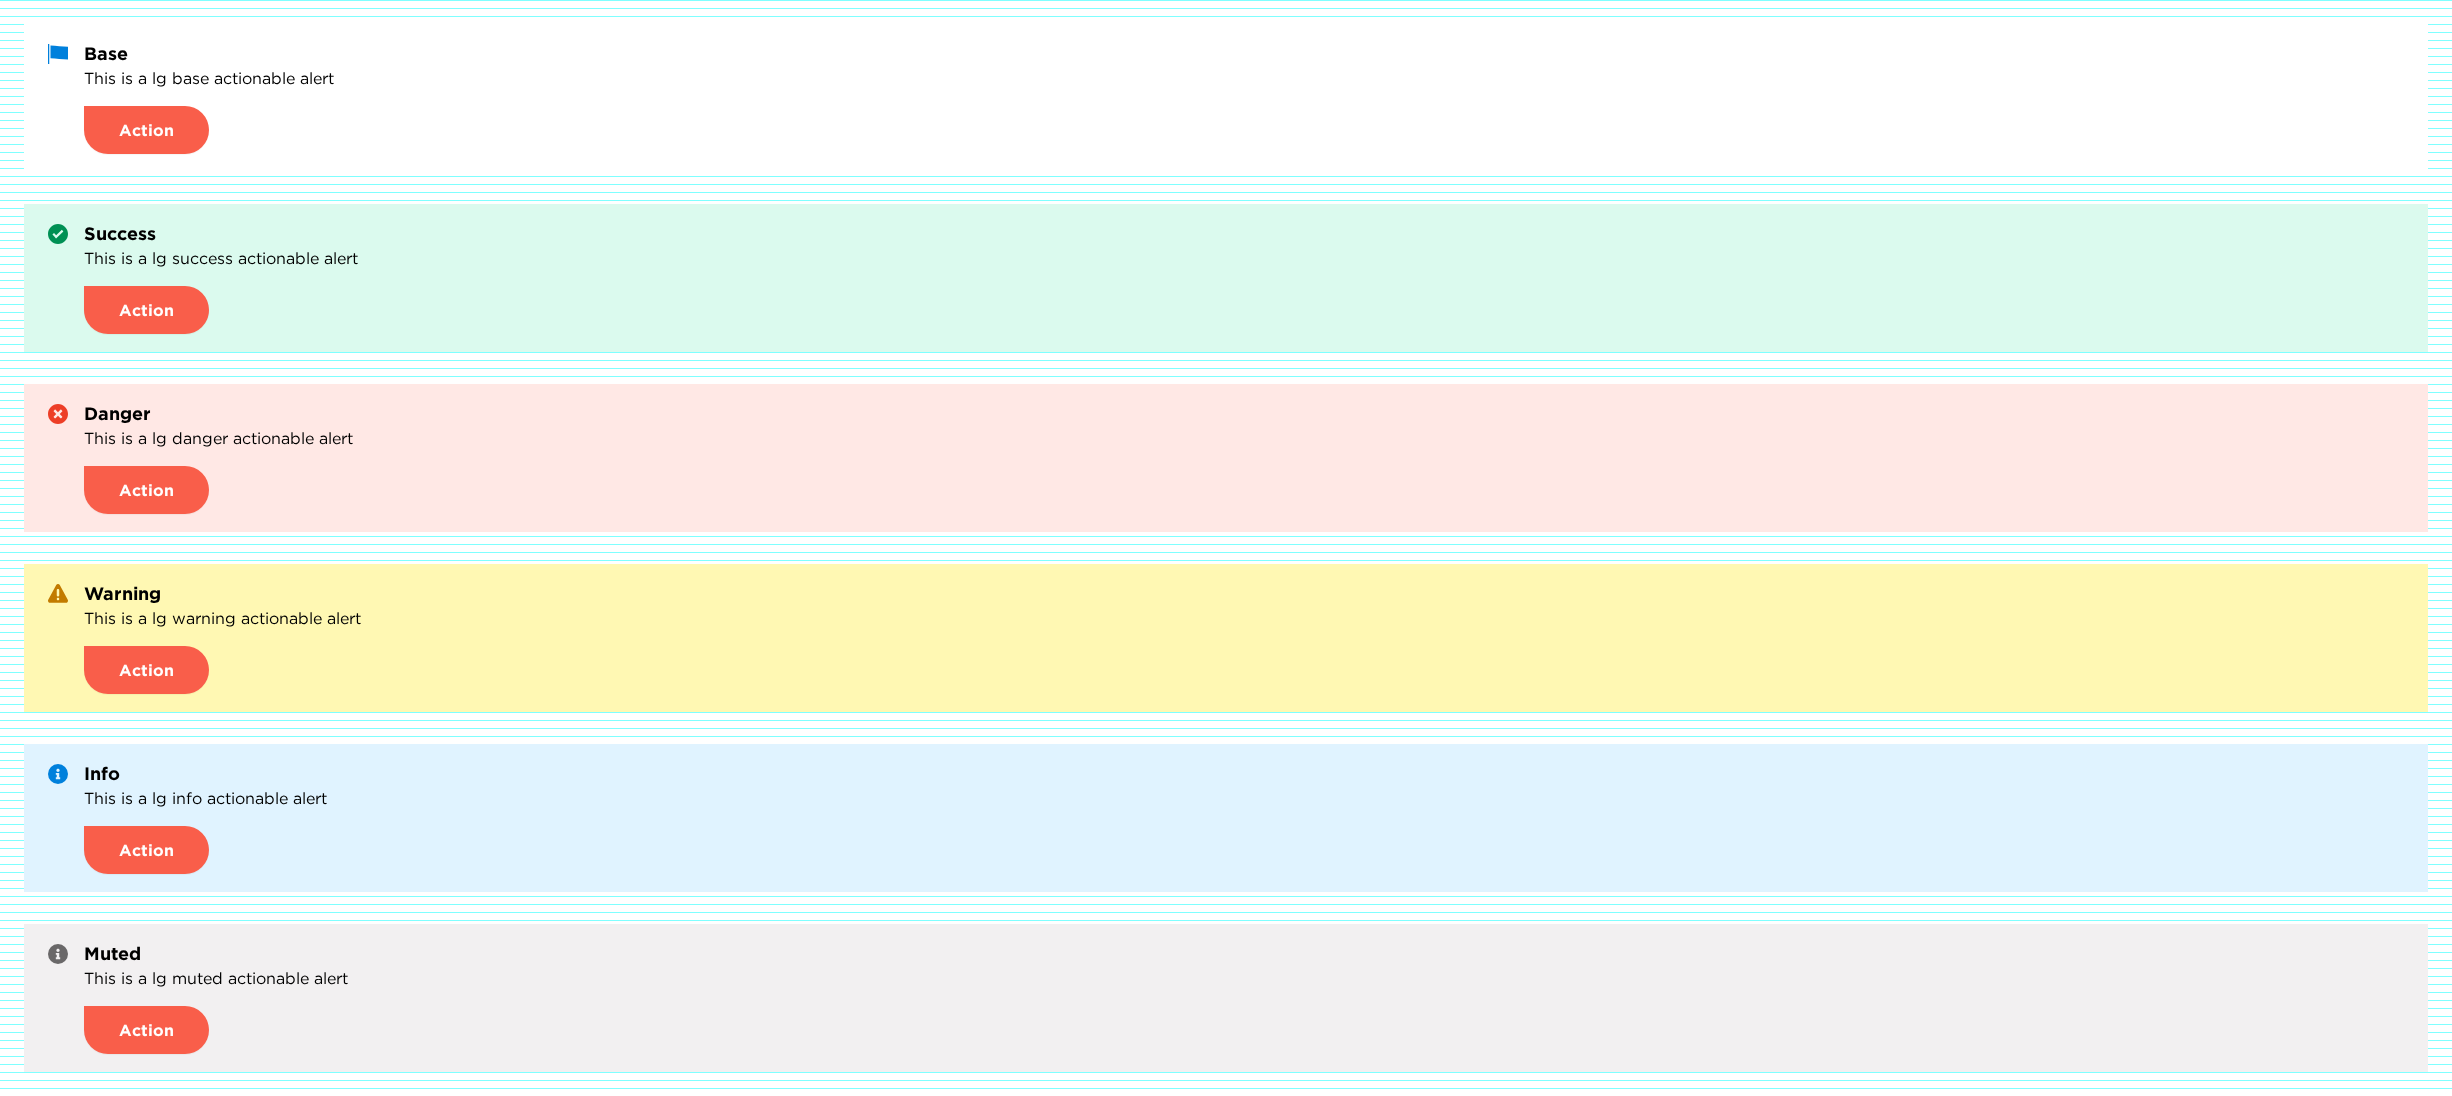 Base
This is a lg base actionable alert
Action
Success
This is a lg success actionable alert
Action
Danger
This is a lg danger actionable alert
Action
Warning
This is a lg warning actionable alert
Action
Info
This is a lg info actionable alert
Action
Muted
This is a lg muted actionable alert
Action